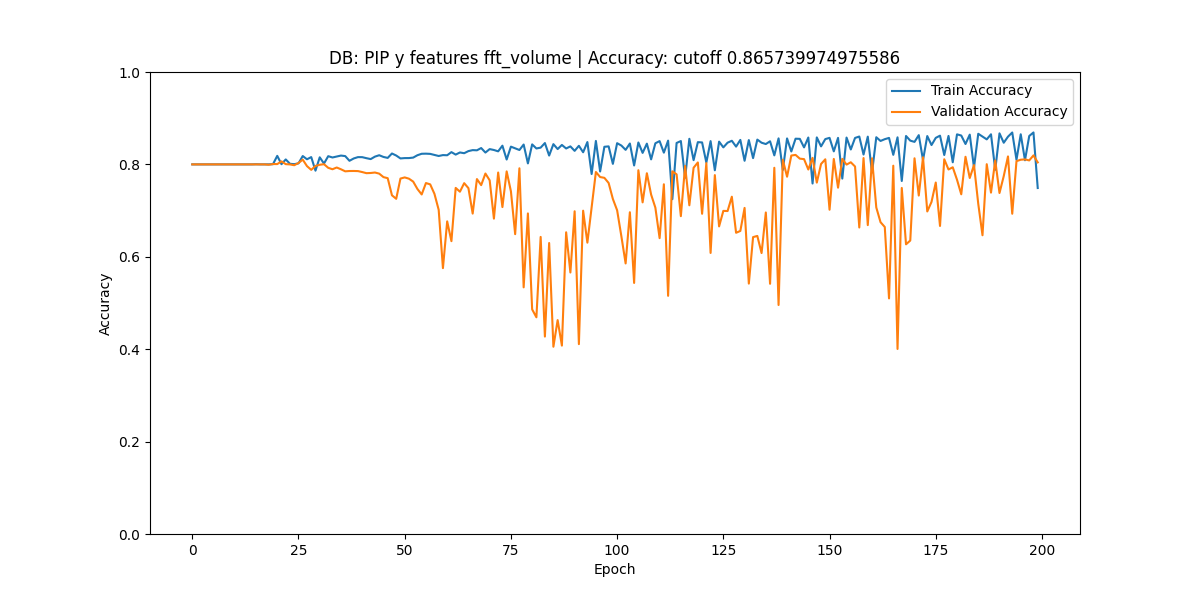 DB: PIP y features fft_volume | Accuracy: cutoff 0.865739974975586
Train Accuracy
Validation Accuracy
Accuracy
1.0
0.8
0.6
0.4
0.2
0.0
0 25 50 75 100 125 150 175 200
Epoch